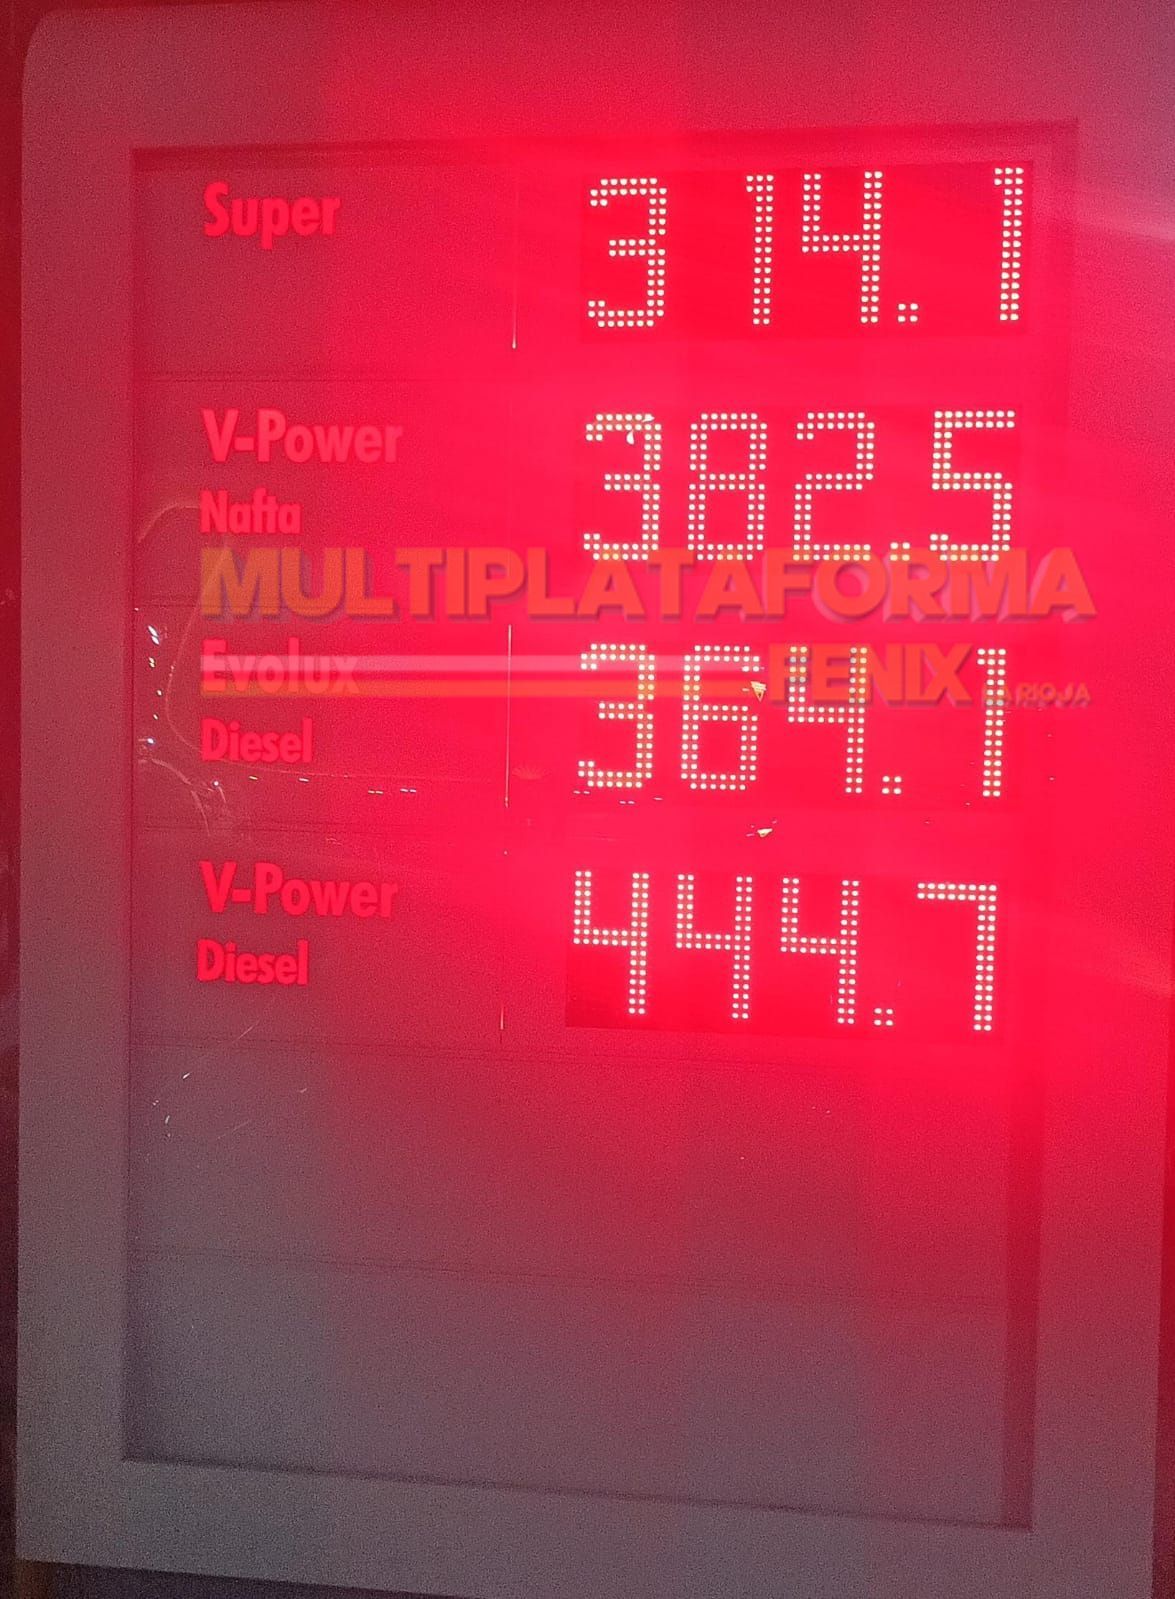 Super 314.1
V-Power 382.5
Nafta
MULTIPLATAFORMA
Evolux 364.1
FENIX LA RIOJA
Diesel
V-Power 444.7
Diesel